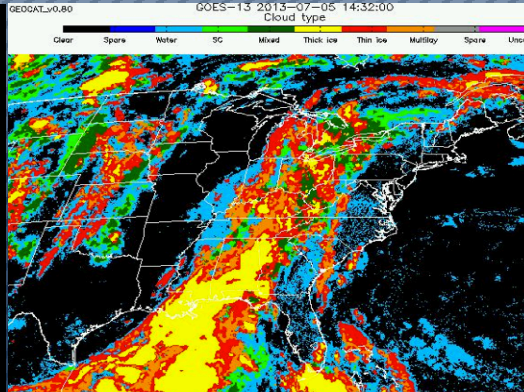 GEOCAT_v0.80
GOES-13 2013-07-05 14:32:00
Cloud type
Clear Spare Water SC Mixed Thick ice Thin ice Multilay Spare Unc